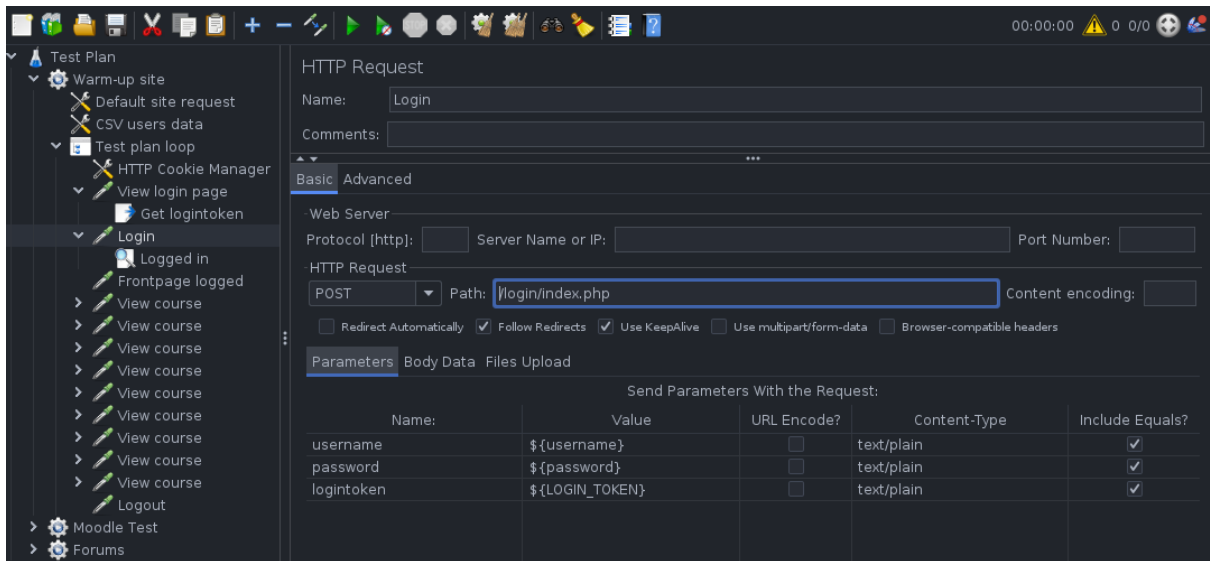 00:00:00 0 0/0
Test Plan
Warm-up site
Default site request
CSV users data
Test plan loop
HTTP Cookie Manager
View login page
Get logintoken
Login
Logged in
Frontpage logged
View course
View course
View course
View course
View course
View course
View course
View course
View course
Logout
Moodle Test
Forums
HTTP Request
Name: Login
Comments:
Basic Advanced
Web Server
Protocol [http]: Server Name or IP: Port Number:
HTTP Request
POST Path: /login/index.php Content encoding:
Redirect Automatically Follow Redirects Use KeepAlive Use multipart/form-data Browser-compatible headers
Parameters Body Data Files Upload
Send Parameters With the Request:
Name: Value URL Encode? Content-Type Include Equals?
username ${username} text/plain
password ${password} text/plain
logintoken ${LOGIN_TOKEN} text/plain